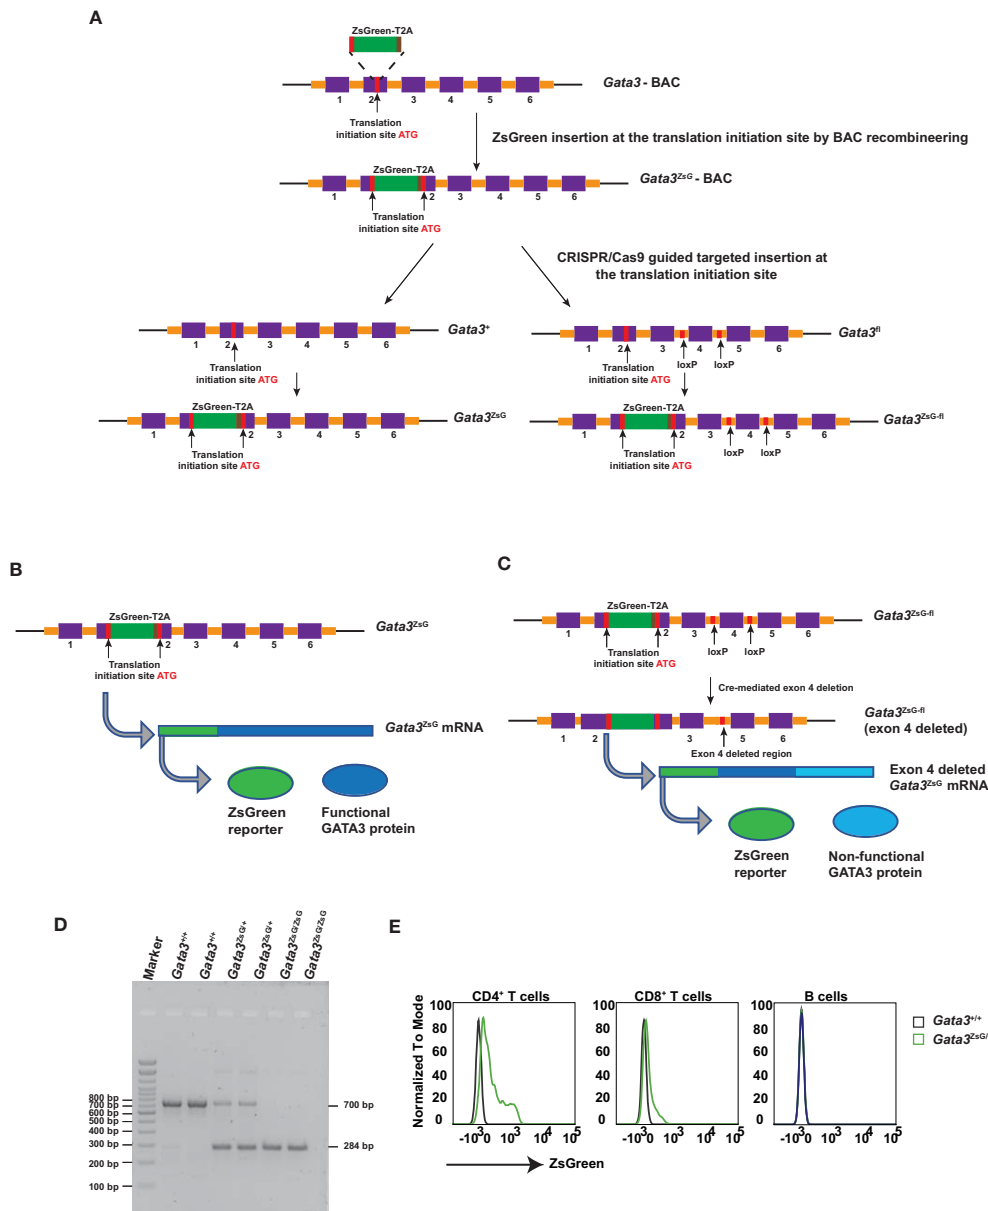 A
ZsGreen-T2A
Gata3 - BAC
1 2 3 4 5 6
Translation
initiation site ATG
ZsGreen insertion at the translation initiation site by BAC recombineering
ZsGreen-T2A
Gata3ZsG - BAC
1 2 3 4 5 6
Translation
initiation site ATG
CRISPR/Cas9 guided targeted insertion at
the translation initiation site
Gata3+
1 2 3 4 5 6
Translation
initiation site ATG
ZsGreen-T2A
Gata3ZsG
1 2 3 4 5 6
Translation
initiation site ATG
Gata3fl
1 2 3 4 5 6
loxP loxP
Translation
initiation site ATG
ZsGreen-T2A
Gata3ZsG-fl
1 2 3 4 5 6
loxP loxP
Translation
initiation site ATG
B
ZsGreen-T2A
Gata3ZsG
1 2 3 4 5 6
Translation
initiation site ATG
Gata3ZsG mRNA
ZsGreen
reporter
Functional
GATA3 protein
C
ZsGreen-T2A
Gata3ZsG-fl
1 2 3 4 5 6
loxP loxP
Translation
initiation site ATG
Cre-mediated exon 4 deletion
Gata3ZsG-fl
(exon 4 deleted)
1 2 3 5 6
Exon 4 deleted region
Exon 4 deleted
Gata3ZsG mRNA
ZsGreen
reporter
Non-functional
GATA3 protein
D
Marker
Gata3+/+
Gata3+/+
Gata3ZsG/+
Gata3ZsG/+
Gata3ZsG/ZsG
Gata3ZsG/ZsG
800 bp
700 bp
600 bp
500 bp
400 bp
300 bp
200 bp
100 bp
700 bp
284 bp
E
Normalized To Mode
CD4+ T cells
100
80
60
40
20
0
-103 103 104 105
CD8+ T cells
100
80
60
40
20
0
-103 103 104 105
B cells
100
80
60
40
20
0
-103 103 104 105
Gata3+/+
Gata3ZsG/
ZsGreen